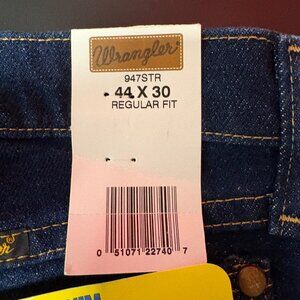 Wrangler
947STR
44 X 30
REGULAR FIT
0 51071 22740 7